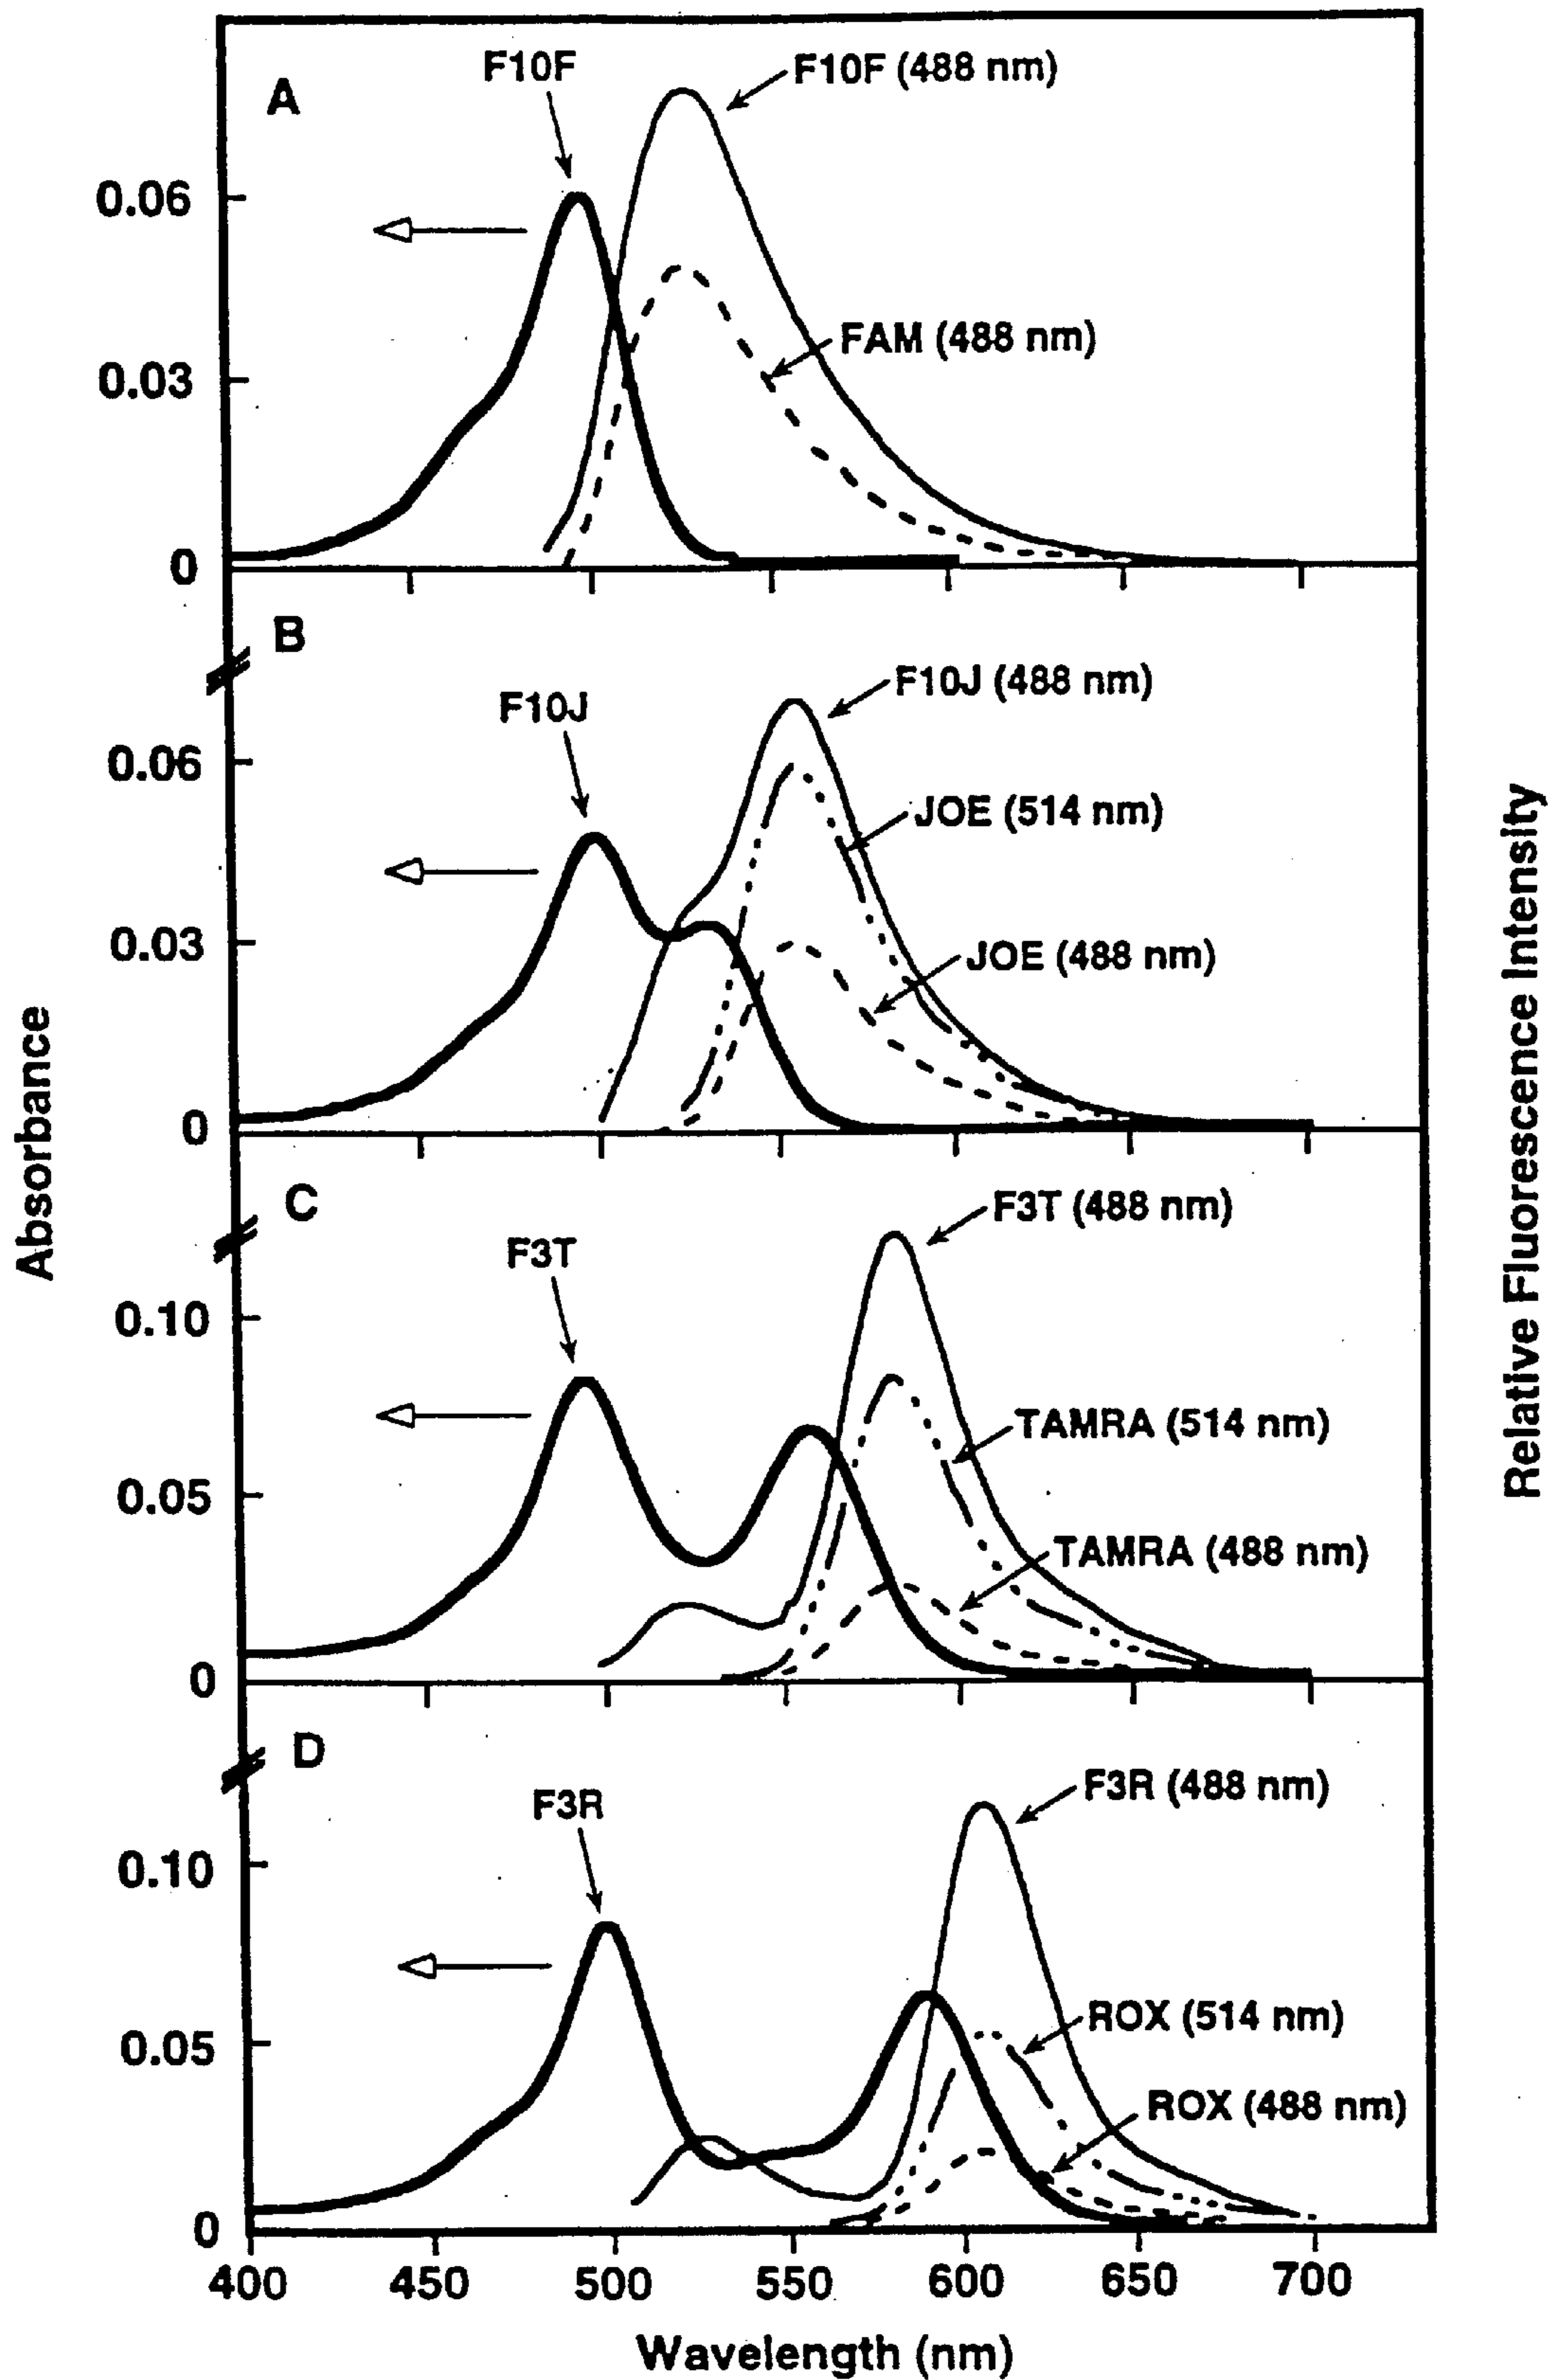 A
F10F
F10F (488 nm)
FAM (488 nm)
0.06
0.03
0
B
F10J
F10J (488 nm)
JOE (514 nm)
JOE (488 nm)
0.06
0.03
0
C
F3T
F3T (488 nm)
TAMRA (514 nm)
TAMRA (488 nm)
0.10
0.05
0
D
F3R
F3R (488 nm)
ROX (514 nm)
ROX (488 nm)
0.10
0.05
0
400 450 500 550 600 650 700
Wavelength (nm)
Absorbance
Relative Fluorescence Intensity